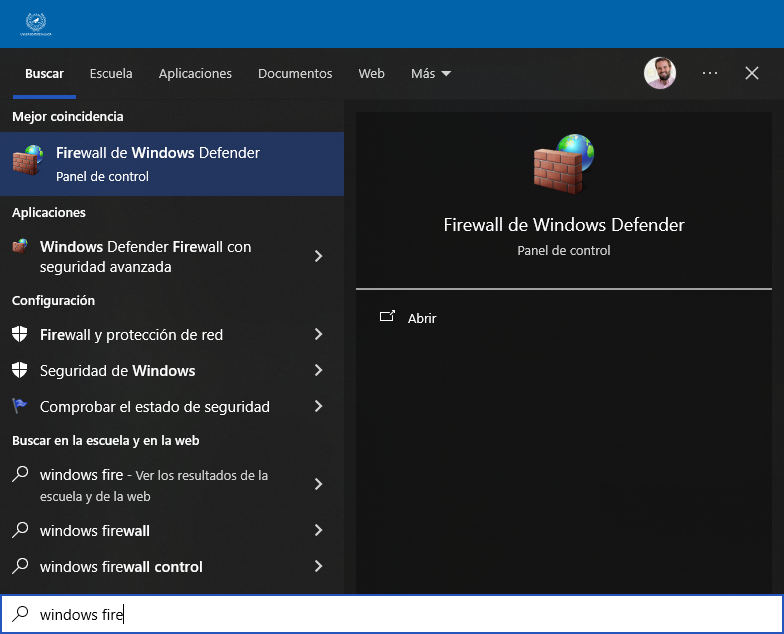 Buscar Escuela Aplicaciones Documentos Web Más
Mejor coincidencia
Firewall de Windows Defender
Panel de control
Aplicaciones
Windows Defender Firewall con
seguridad avanzada
Configuración
Firewall y protección de red
Seguridad de Windows
Comprobar el estado de seguridad
Buscar en la escuela y en la web
windows fire - Ver los resultados de la
escuela y de la web
windows firewall
windows firewall control
Firewall de Windows Defender
Panel de control
Abrir
windows fire